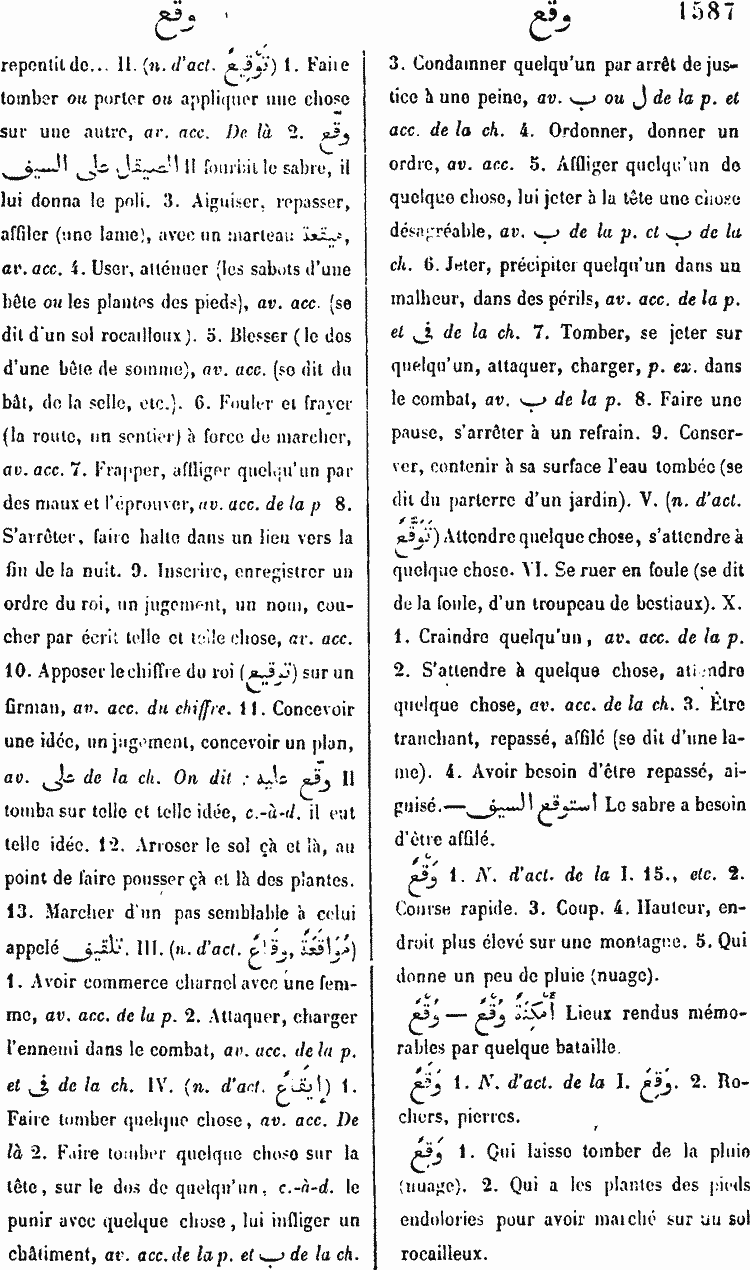 وقع
وقع 1587
repentit de... II. (n. d'act. تَوْقِيعٌ) 1. Faire
tomber ou porter ou appliquer une chose
sur une autre, av. acc. De là 2. وقّع
الصيقل على السيف Il fourbit le sabre, il
lui donna le poli. 3. Aiguiser, repasser,
affiler (une lame), avec un marteau ميقعة,
av. acc. 4. User, atténuer (les sabots d'une
bête ou les plantes des pieds), av. acc. (se
dit d'un sol rocailloux). 5. Blesser (le dos
d'une bête de somme), av. acc. (se dit du
bât, de la selle, etc.). 6. Fouler et frayer
(la route, un sentier) à force de marcher,
av. acc. 7. Frapper, affliger quelqu'un par
des maux et l'éprouver, av. acc. de la p 8.
S'arrêter, faire halte dans un lieu vers la
fin de la nuit. 9. Inscrire, enregistrer un
ordre du roi, un jugement, un nom, cou-
cher par écrit telle et telle chose, av. acc.
10. Apposer le chiffre du roi (توقيع) sur un
firman, av. acc. du chiffre. 11. Concevoir
une idée, un jugement, concevoir un plan,
av. على de la ch. On dit : وقّع عليه Il
tomba sur telle et telle idée, c.-à-d. il eut
telle idée. 12. Arroser le sol çà et là, au
point de faire pousser çà et là des plantes.
13. Marcher d'un pas semblable à celui
appelé تلقيف. III. (n. d'act. مُوَاقَعَةٌ, وِقَاعٌ)
1. Avoir commerce charnel avec une fem-
me, av. acc. de la p. 2. Attaquer, charger
l'ennemi dans le combat, av. acc. de la p.
et فى de la ch. IV. (n. d'act. إِيقَاعٌ) 1.
Faire tomber quelque chose, av. acc. De
là 2. Faire tomber quelque chose sur la
tête, sur le dos de quelqu'un, c.-à-d. le
punir avec quelque chose, lui infliger un
châtiment, av. acc. de la p. et ب de la ch.
3. Condamner quelqu'un par arrêt de jus-
tice à une peine, av. ب ou ل de la p. et
acc. de la ch. 4. Ordonner, donner un
ordre, av. acc. 5. Affliger quelqu'un de
quelque chose, lui jeter à la tête une chose
désagréable, av. ب de la p. et ب de la
ch. 6. Jeter, précipiter quelqu'un dans un
malheur, dans des périls, av. acc. de la p.
et فى de la ch. 7. Tomber, se jeter sur
quelqu'un, attaquer, charger, p. ex. dans
le combat, av. ب de la p. 8. Faire une
pause, s'arrêter à un refrain. 9. Conser-
ver, contenir à sa surface l'eau tombée (se
dit du parterre d'un jardin). V. (n. d'act.
تَوَقُّعٌ) Attendre quelque chose, s'attendre à
quelque chose. VI. Se ruer en foule (se dit
de la foule, d'un troupeau de bestiaux). X.
1. Craindre quelqu'un, av. acc. de la p.
2. S'attendre à quelque chose, attendre
quelque chose, av. acc. de la ch. 3. Être
tranchant, repassé, affilé (se dit d'une la-
me). 4. Avoir besoin d'être repassé, ai-
guisé.— استوقع السيف Le sabre a besoin
d'être affilé.
وَقْعٌ 1. N. d'act. de la I. 15., etc. 2.
Course rapide. 3. Coup. 4. Hauteur, en-
droit plus élevé sur une montagne. 5. Qui
donne un peu de pluie (nuage).
وُقُعٌ — أَمْكِنَةٌ وُقُعٌ Lieux rendus mémo-
rables par quelque bataille.
وَقَعٌ 1. N. d'act. de la I. وَقِعَ. 2. Ro-
chers, pierres.
وَقِعٌ 1. Qui laisse tomber de la pluie
(nuage). 2. Qui a les plantes des pieds
endolories pour avoir marché sur un sol
rocailleux.